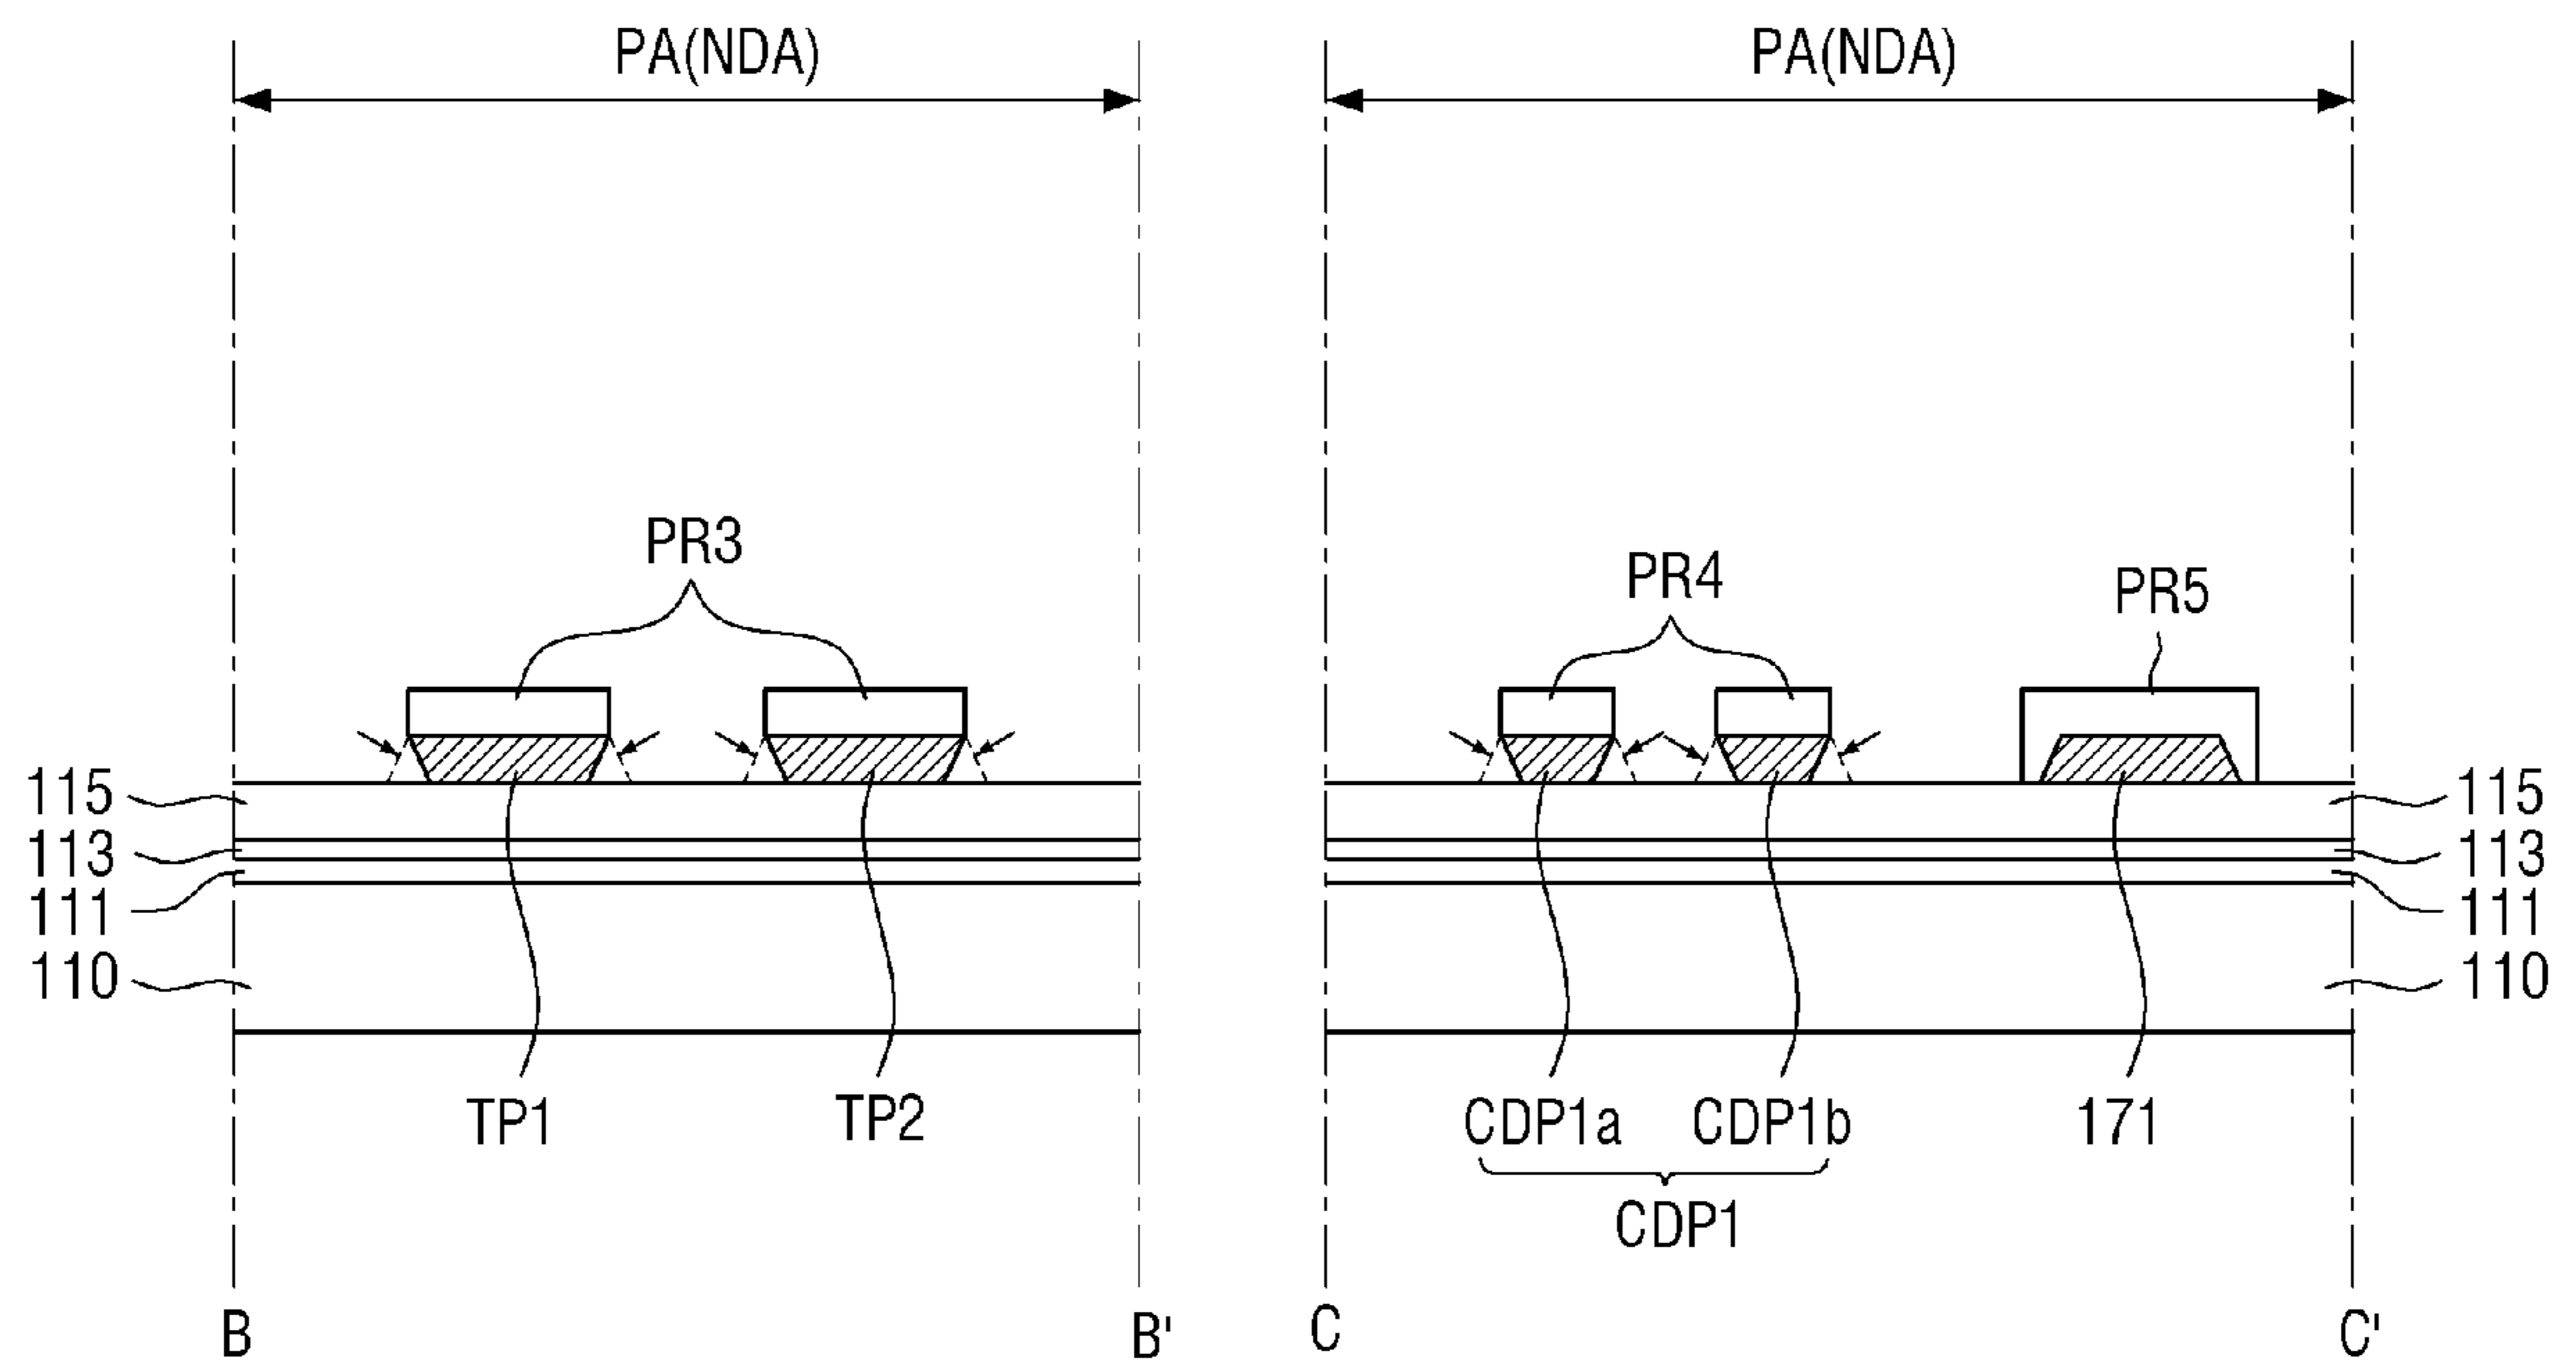 PA(NDA) PA(NDA)
PR3
PR4
PR5
115 115
113 113
111 111
110 110
TP1 TP2 CDP1a CDP1b 171
CDP1
B B' C C'